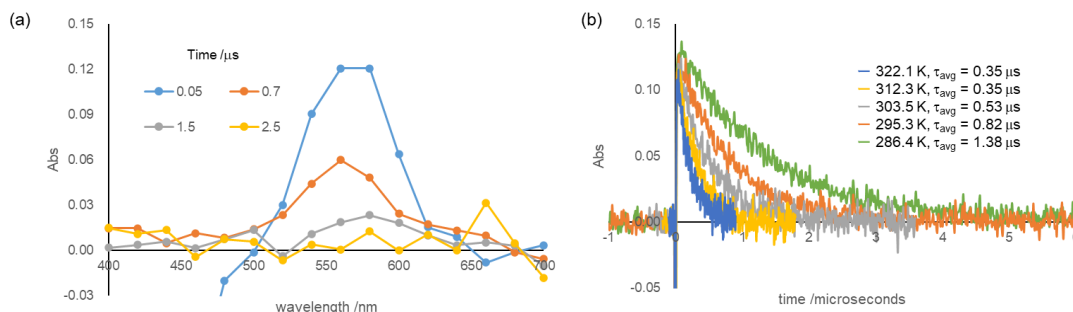 (a)
0.15
0.12
0.09
0.06
0.03
0.00
-0.03
Abs
Time /μs
0.05
0.7
1.5
2.5
400
450
500
550
600
650
700
wavelength /nm
(b)
0.15
0.10
0.05
0.00
-0.05
Abs
322.1 K, τavg = 0.35 μs
312.3 K, τavg = 0.35 μs
303.5 K, τavg = 0.53 μs
295.3 K, τavg = 0.82 μs
286.4 K, τavg = 1.38 μs
-1
0
1
2
3
4
5
6
time /microseconds